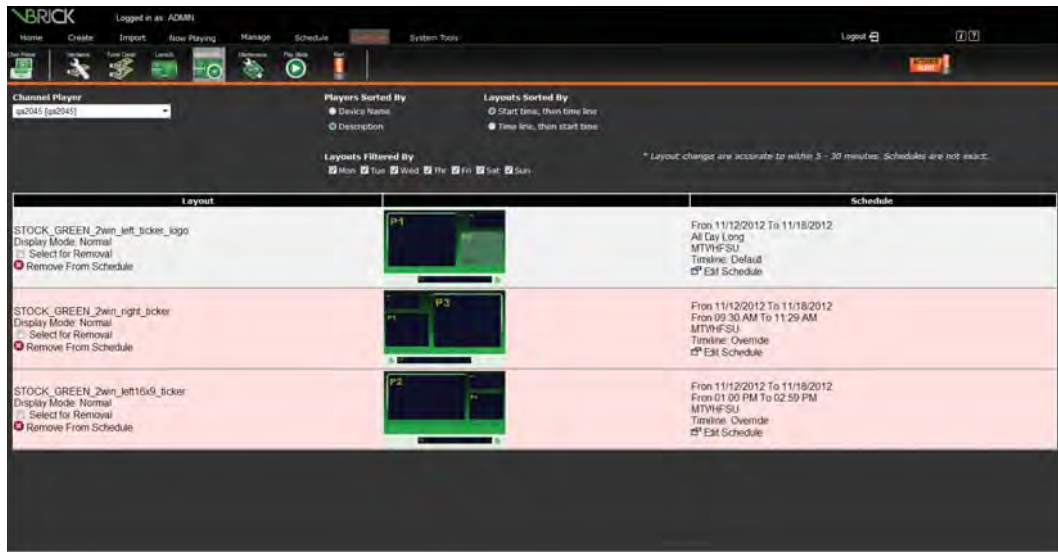 VBRICK
Logged in as: ADMIN
Home Create Import Now Playing Manage Schedule System Tools
Logout
Channel Player
qa2045 [qa2045]
Players Sorted By
Device Name
Description
Layouts Sorted By
Start time, then time line
Time line, then start time
Layouts Filtered By
Mon Tue Wed Thr Fri Sat Sun
* Layout changes are accurate to within 5 - 30 minutes. Schedules are not exact.
Layout Schedule
STOCK_GREEN_2win_left_ticker_logo
Display Mode: Normal
Select for Removal
Remove From Schedule
P1
From 11/12/2012 To 11/18/2012
All Day Long
MTWHFSU
Timeline: Default
Edit Schedule
STOCK_GREEN_2win_right_ticker
Display Mode: Normal
Select for Removal
Remove From Schedule
P1
P3
From 11/12/2012 To 11/18/2012
From 09:30 AM To 11:29 AM
MTWHFSU
Timeline: Override
Edit Schedule
STOCK_GREEN_2win_left16x9_ticker
Display Mode: Normal
Select for Removal
Remove From Schedule
P2
From 11/12/2012 To 11/18/2012
From 01:00 PM To 02:59 PM
MTWHFSU
Timeline: Override
Edit Schedule